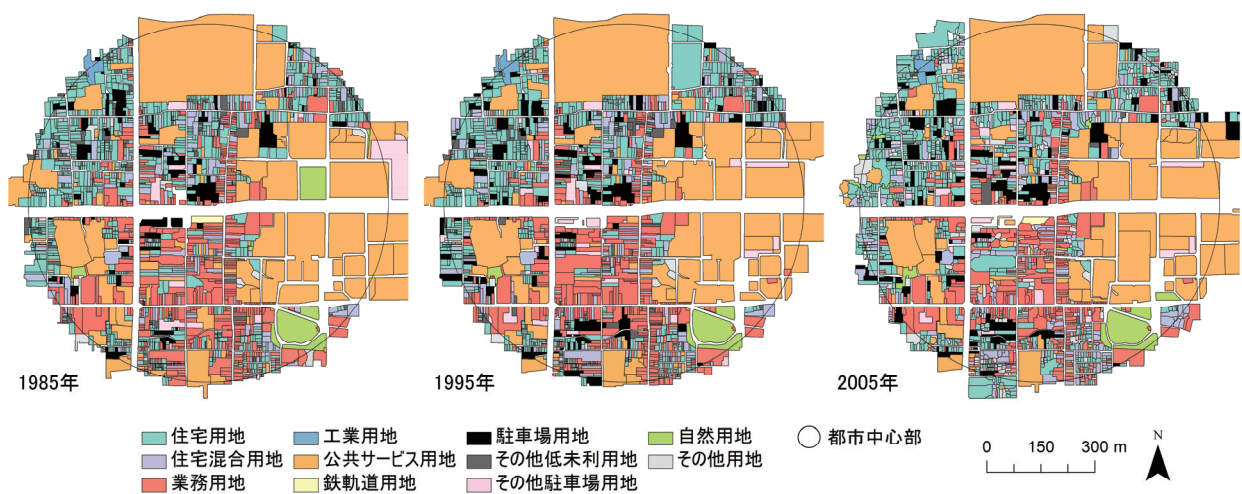 1985年
1995年
2005年
住宅用地
工業用地
駐車場用地
自然用地
都市中心部
住宅混合用地
公共サービス用地
その他低未利用地
その他用地
業務用地
鉄軌道用地
その他駐車場用地
0 150 300 m
N